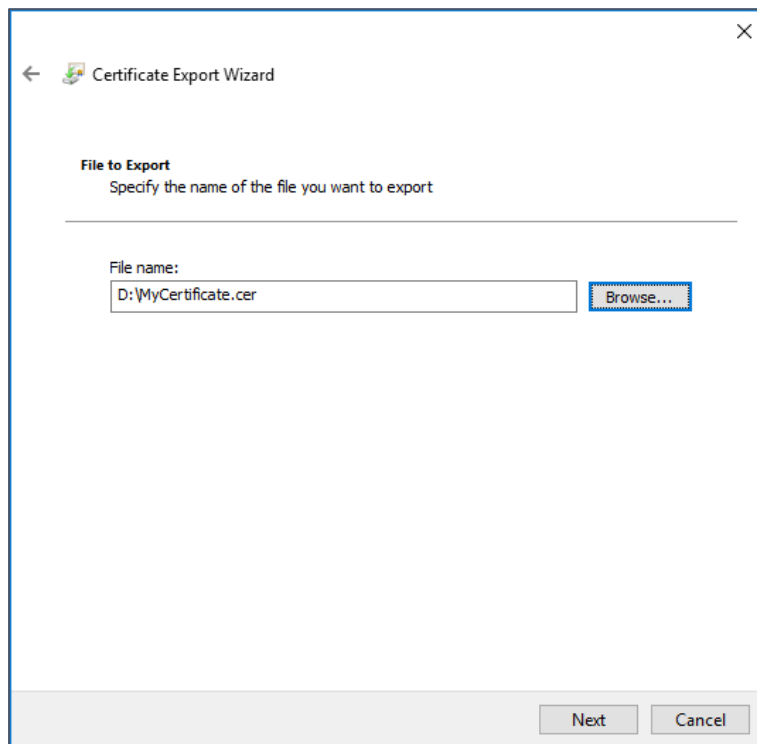 Certificate Export Wizard
File to Export
Specify the name of the file you want to export
File name:
D:\MyCertificate.cer
Browse...
Next
Cancel